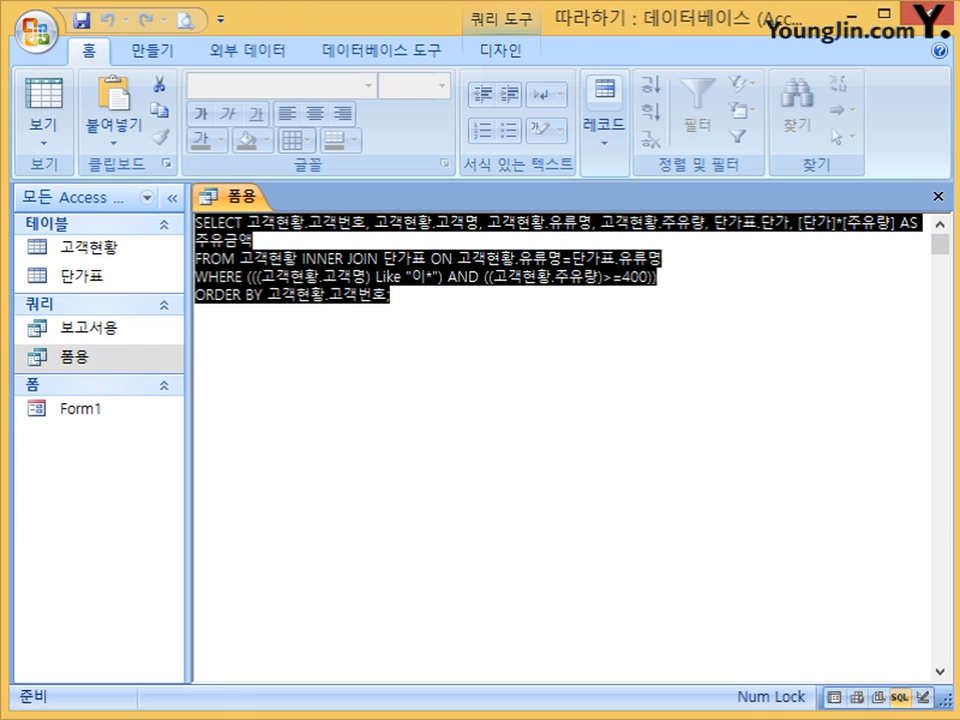 쿼리 도구 따라하기 : 데이터베이스 (Acc...
YoungJin.com Y.
홈 만들기 외부 데이터 데이터베이스 도구 디자인
보기 붙여넣기 가 가 가 레코드 필터 찾기
가
보기 클립보드 글꼴 서식 있는 텍스트 정렬 및 필터 찾기
모든 Access ... 폼용
테이블
고객현황
단가표
쿼리
보고서용
폼용
폼
Form1
SELECT 고객현황.고객번호, 고객현황.고객명, 고객현황.유류명, 고객현황.주유량, 단가표.단가, [단가]*[주유량] AS
주유금액
FROM 고객현황 INNER JOIN 단가표 ON 고객현황.유류명=단가표.유류명
WHERE (((고객현황.고객명) Like "이*") AND ((고객현황.주유량)>=400))
ORDER BY 고객현황.고객번호;
준비 Num Lock SQL